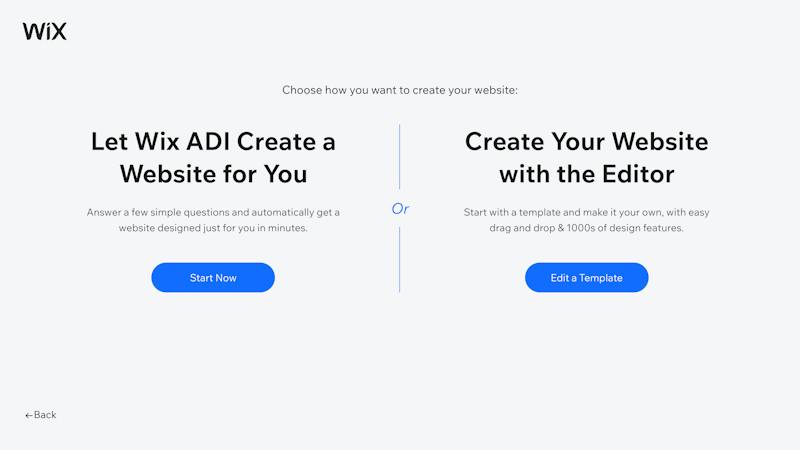 WiX
Choose how you want to create your website:
Let Wix ADI Create a
Website for You
Answer a few simple questions and automatically get a
website designed just for you in minutes.
Start Now
Or
Create Your Website
with the Editor
Start with a template and make it your own, with easy
drag and drop & 1000s of design features.
Edit a Template
←Back